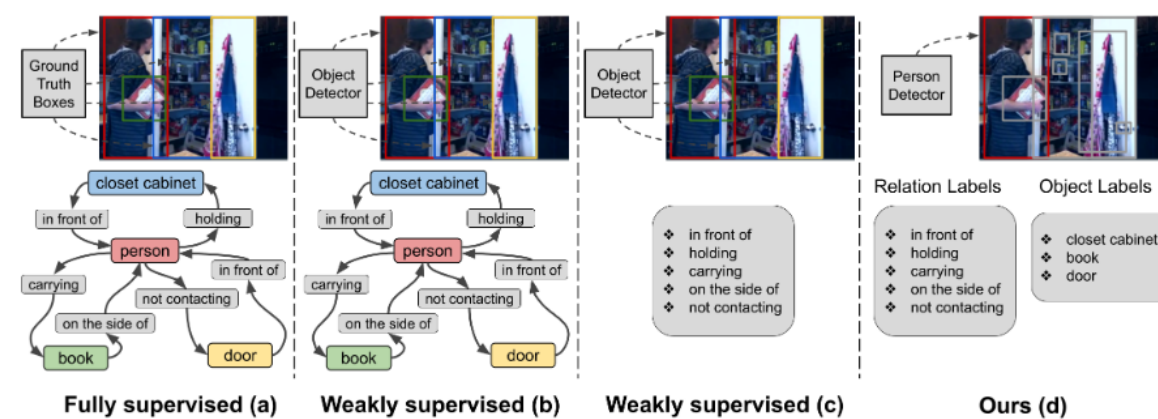 Ground
Truth
Boxes
closet cabinet
in front of
holding
person
carrying
in front of
not contacting
on the side of
book
door
Fully supervised (a)
Object
Detector
closet cabinet
in front of
holding
person
carrying
in front of
not contacting
on the side of
book
door
Weakly supervised (b)
Object
Detector
❖ in front of
❖ holding
❖ carrying
❖ on the side of
❖ not contacting
Weakly supervised (c)
Person
Detector
Relation Labels
❖ in front of
❖ holding
❖ carrying
❖ on the side of
❖ not contacting
Object Labels
❖ closet cabinet
❖ book
❖ door
Ours (d)